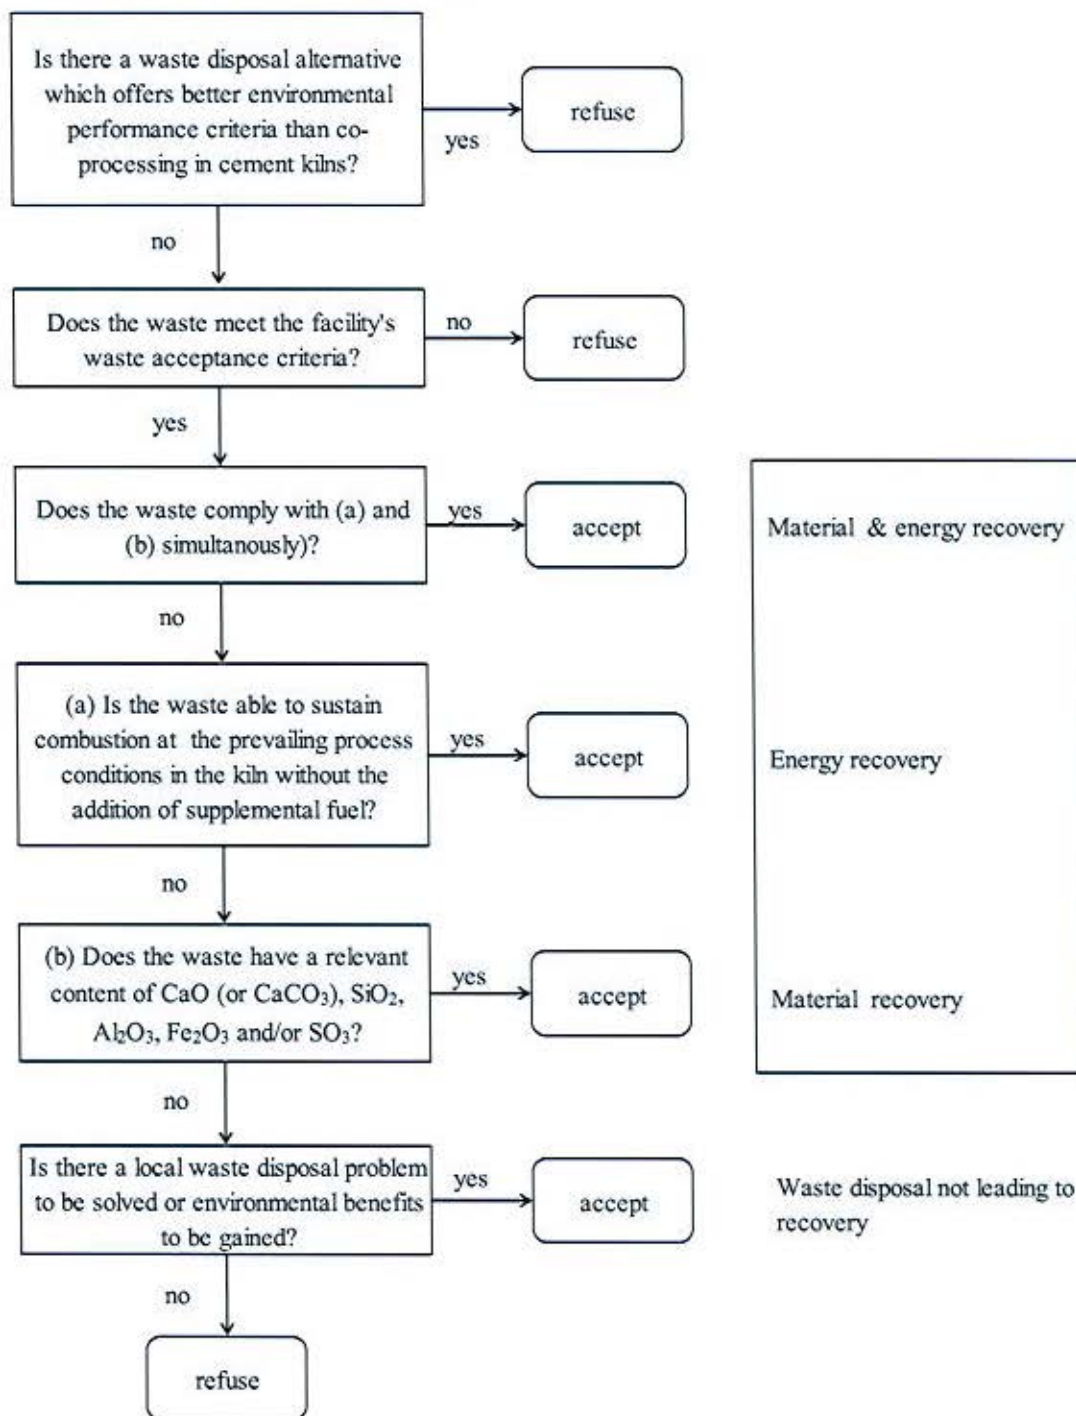 Is there a waste disposal alternative
which offers better environmental
performance criteria than co-
processing in cement kilns?
yes
refuse
no
Does the waste meet the facility's
waste acceptance criteria?
no
refuse
yes
Does the waste comply with (a) and
(b) simultanously)?
yes
accept
Material & energy recovery
no
(a) Is the waste able to sustain
combustion at the prevailing process
conditions in the kiln without the
addition of supplemental fuel?
yes
accept
Energy recovery
no
(b) Does the waste have a relevant
content of CaO (or CaCO₃), SiO₂,
Al₂O₃, Fe₂O₃ and/or SO₃?
yes
accept
Material recovery
no
Is there a local waste disposal problem
to be solved or environmental benefits
to be gained?
yes
accept
Waste disposal not leading to
recovery
no
refuse